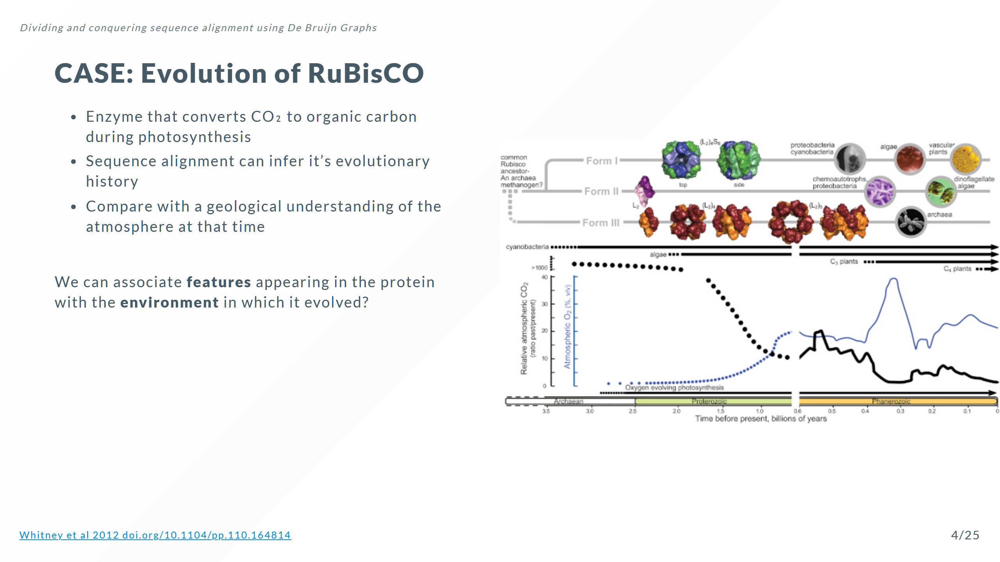 Dividing and conquering sequence alignment using De Bruijn Graphs
CASE: Evolution of RuBisCO
• Enzyme that converts CO₂ to organic carbon
during photosynthesis
• Sequence alignment can infer it’s evolutionary
history
• Compare with a geological understanding of the
atmosphere at that time
We can associate features appearing in the protein
with the environment in which it evolved?
common
Rubisco
ancestor-
An archaea
methanogen?
Form I
(L₂)₄S₈
top
side
proteobacteria
cyanobacteria
algae
vascular
plants
Form II
L₂
chemoautotrophs
proteobacteria
dinoflagellate
algae
Form III
(L₂)₄
(L₂)₅
archaea
cyanobacteria
algae
C₃ plants
C₄ plants
>1000
40
30
20
10
0
Relative atmospheric CO₂
(ratio past/present)
Atmospheric O₂ (%, v/v)
Oxygen evolving photosynthesis
Archaean
Proterozoic
Phanerozoic
3.5 3.0 2.5 2.0 1.5 1.0 0.6 0.5 0.4 0.3 0.2 0.1 0
Time before present, billions of years
Whitney et al 2012 doi.org/10.1104/pp.110.164814
4/25